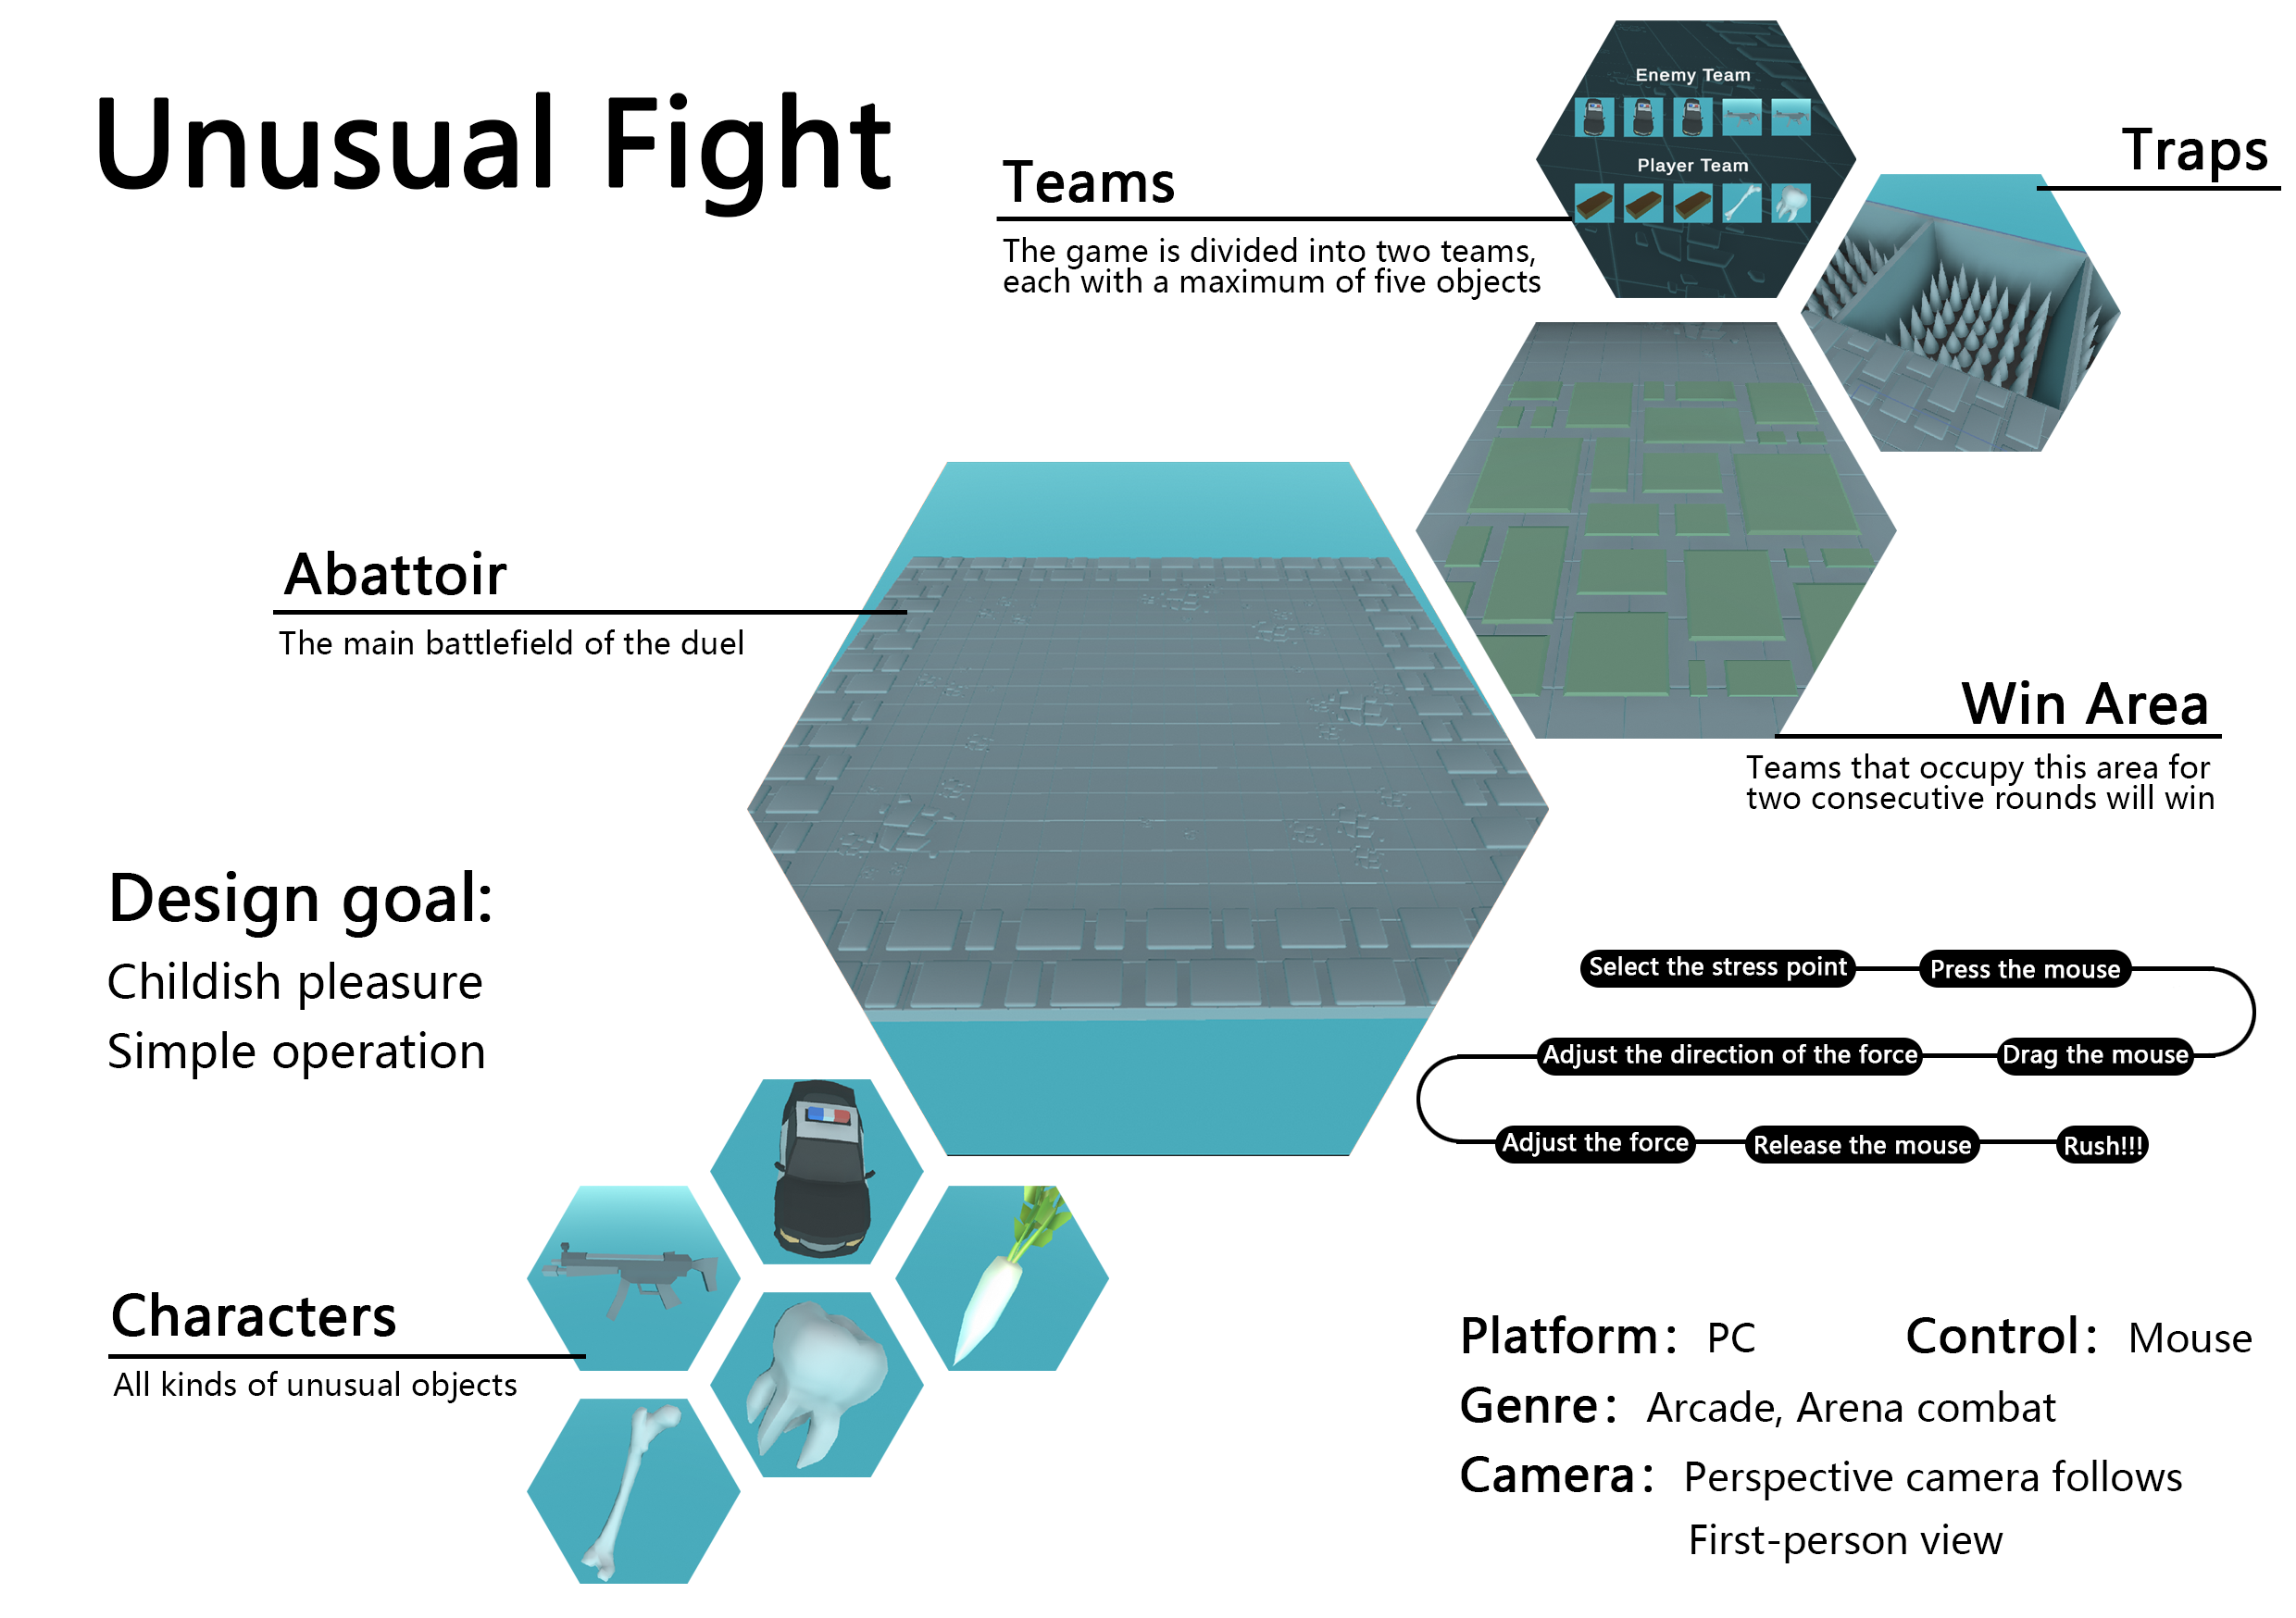 Unusual Fight
Enemy Team
Player Team
Teams
The game is divided into two teams,
each with a maximum of five objects
Traps
Abattoir
The main battlefield of the duel
Win Area
Teams that occupy this area for
two consecutive rounds will win
Design goal:
Childish pleasure
Simple operation
Select the stress point
Press the mouse
Drag the mouse
Adjust the direction of the force
Adjust the force
Release the mouse
Rush!!!
Characters
All kinds of unusual objects
Platform: PC
Control: Mouse
Genre: Arcade, Arena combat
Camera: Perspective camera follows
First-person view